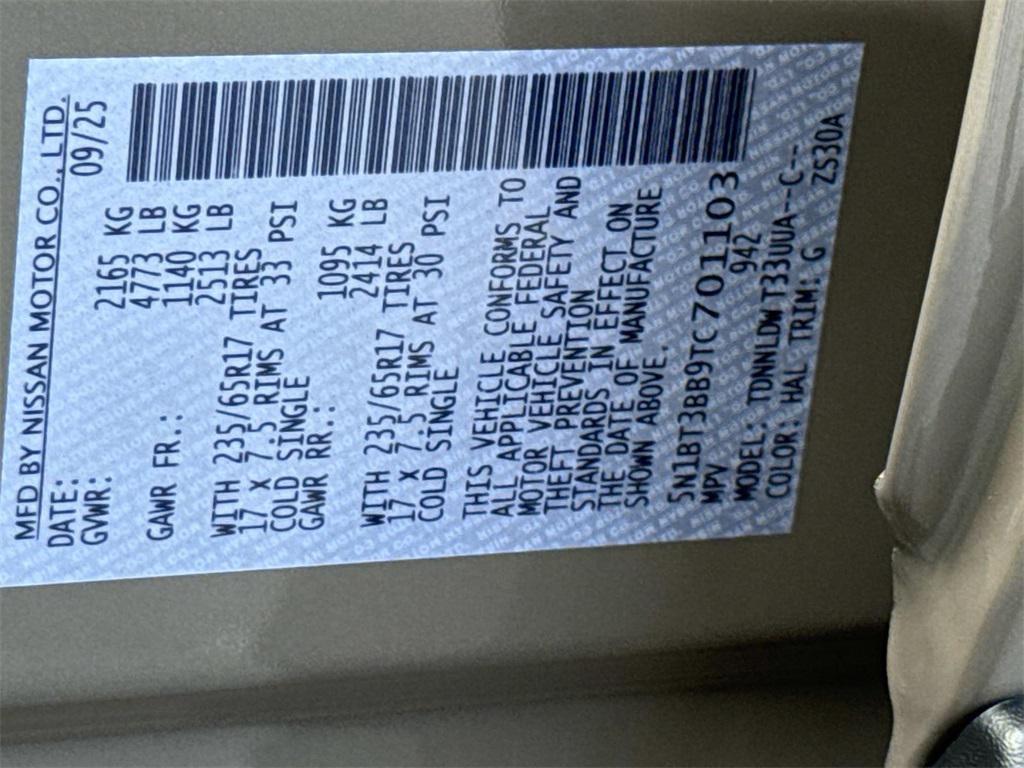 MFD BY NISSAN MOTOR CO., LTD.
DATE: 09/25
GVWR: 2165 KG
4773 LB
GAWR FR.: 1140 KG
2513 LB
WITH 235/65R17 TIRES
17 X 7.5 RIMS AT 33 PSI
COLD SINGLE
GAWR RR.: 1095 KG
2414 LB
WITH 235/65R17 TIRES
17 X 7.5 RIMS AT 30 PSI
COLD SINGLE
THIS VEHICLE CONFORMS TO
ALL APPLICABLE FEDERAL
MOTOR VEHICLE SAFETY AND
THEFT PREVENTION
STANDARDS IN EFFECT ON
THE DATE OF MANUFACTURE
SHOWN ABOVE.
5N1BT3BB9TC701103
MPV 942
MODEL: TDNNLDWT33UUA--C--
COLOR: HAL TRIM: G ZS30A